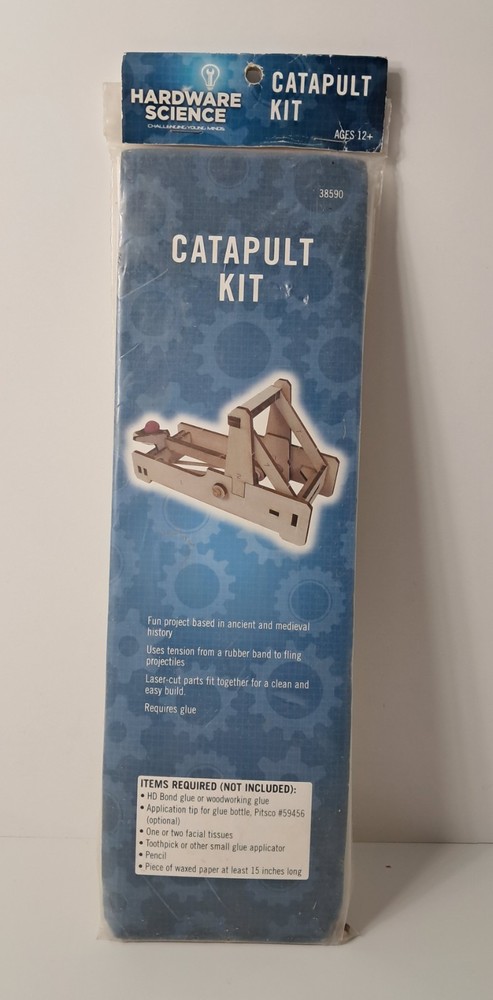 HARDWARE
SCIENCE
CHALLENGING YOUNG MINDS
CATAPULT
KIT
AGES 12+
38590
CATAPULT
KIT
Fun project based in ancient and medieval
history
Uses tension from a rubber band to fling
projectiles
Laser-cut parts fit together for a clean and
easy build.
Requires glue
ITEMS REQUIRED (NOT INCLUDED):
• HD Bond glue or woodworking glue
• Application tip for glue bottle, Pitsco #59456
(optional)
• One or two facial tissues
• Toothpick or other small glue applicator
• Pencil
• Piece of waxed paper at least 15 inches long